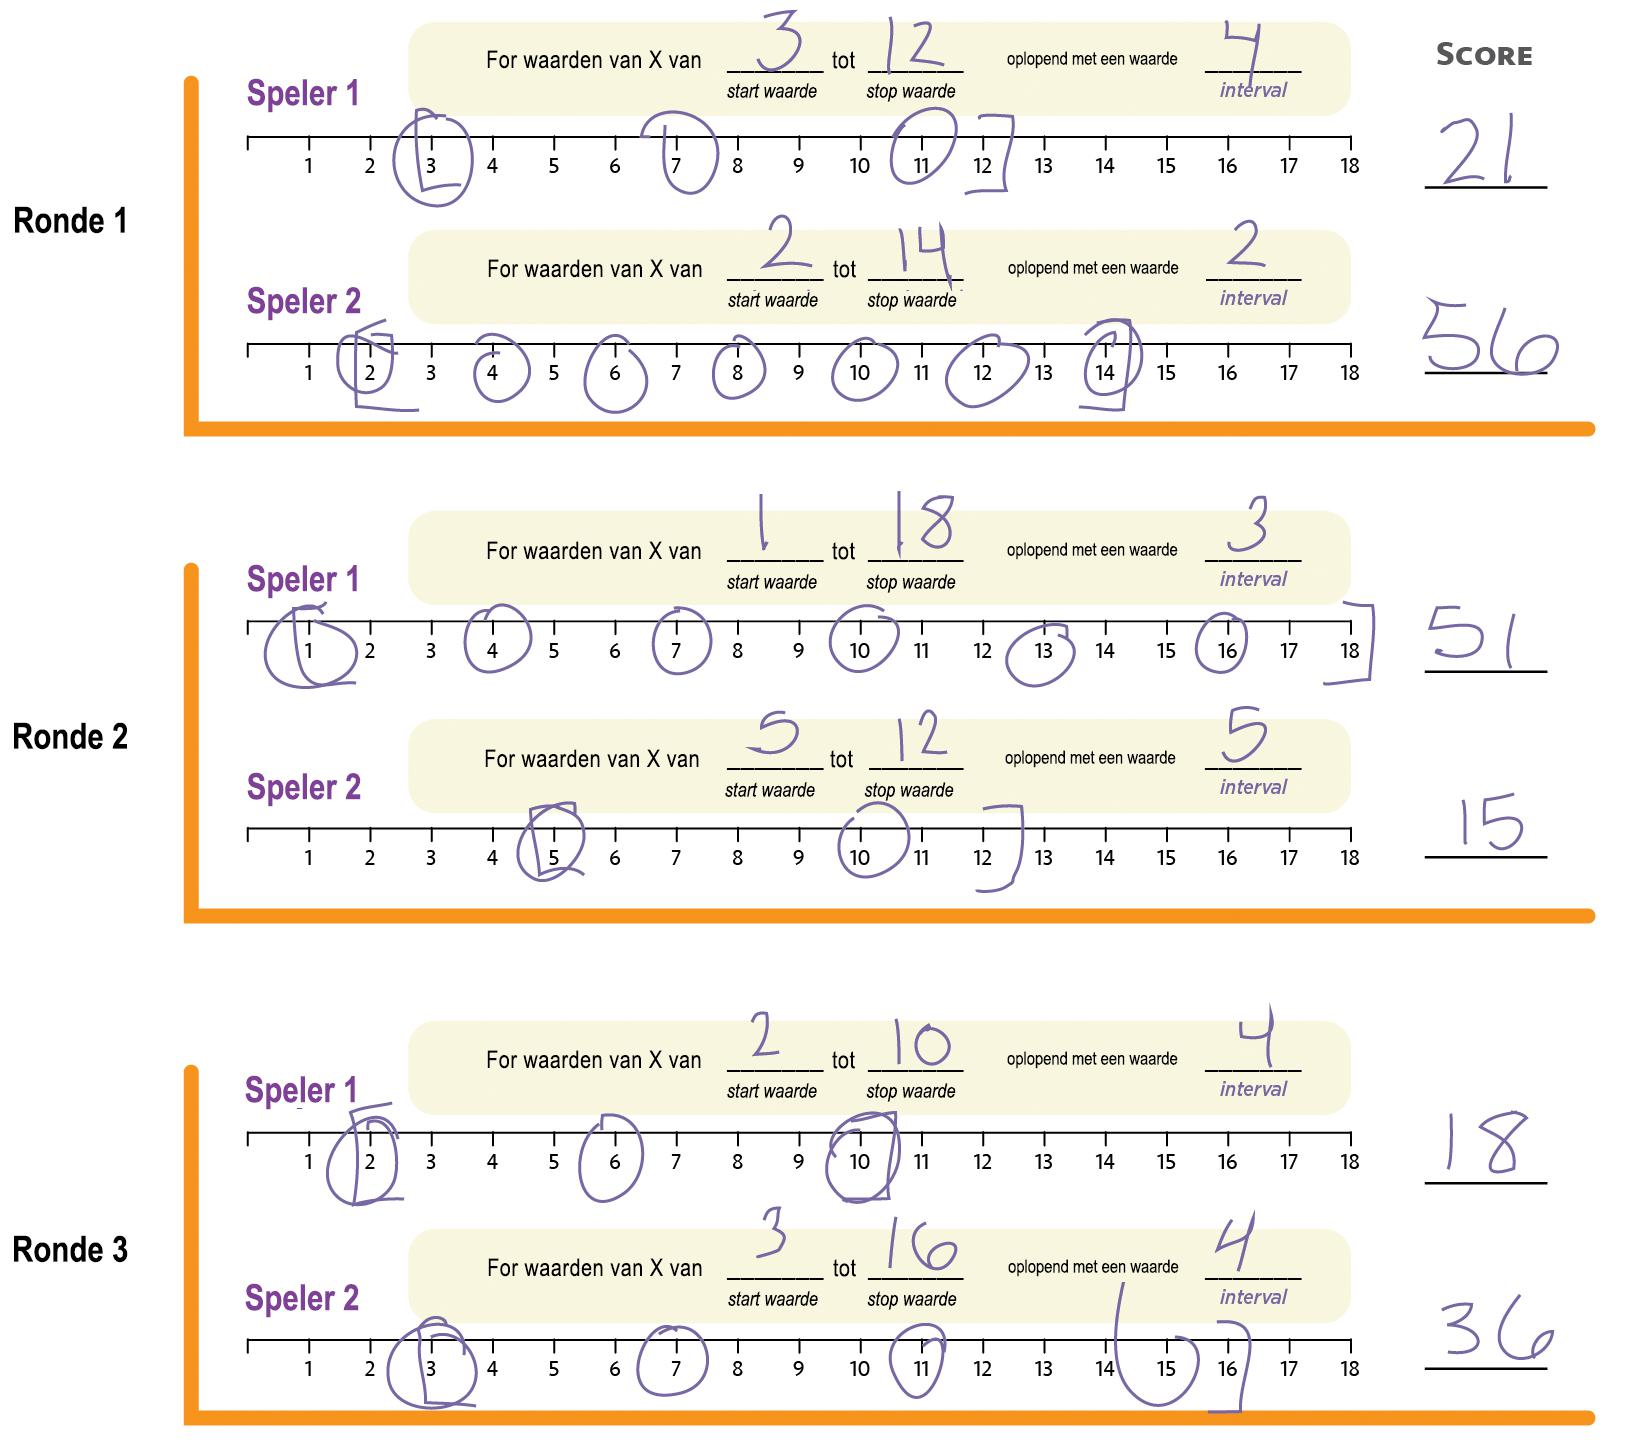 For waarden van X van 3 tot 12 oplopend met een waarde 4
SCORE
Speler 1
start waarde stop waarde interval
1 2 3 4 5 6 7 8 9 10 11 12 13 14 15 16 17 18
21
Ronde 1
For waarden van X van 2 tot 14 oplopend met een waarde 2
Speler 2
start waarde stop waarde interval
1 2 3 4 5 6 7 8 9 10 11 12 13 14 15 16 17 18
56
For waarden van X van 1 tot 18 oplopend met een waarde 3
Speler 1
start waarde stop waarde interval
1 2 3 4 5 6 7 8 9 10 11 12 13 14 15 16 17 18
51
Ronde 2
For waarden van X van 5 tot 12 oplopend met een waarde 5
Speler 2
start waarde stop waarde interval
1 2 3 4 5 6 7 8 9 10 11 12 13 14 15 16 17 18
15
For waarden van X van 2 tot 10 oplopend met een waarde 4
Speler 1
start waarde stop waarde interval
1 2 3 4 5 6 7 8 9 10 11 12 13 14 15 16 17 18
18
Ronde 3
For waarden van X van 3 tot 16 oplopend met een waarde 4
Speler 2
start waarde stop waarde interval
1 2 3 4 5 6 7 8 9 10 11 12 13 14 15 16 17 18
36